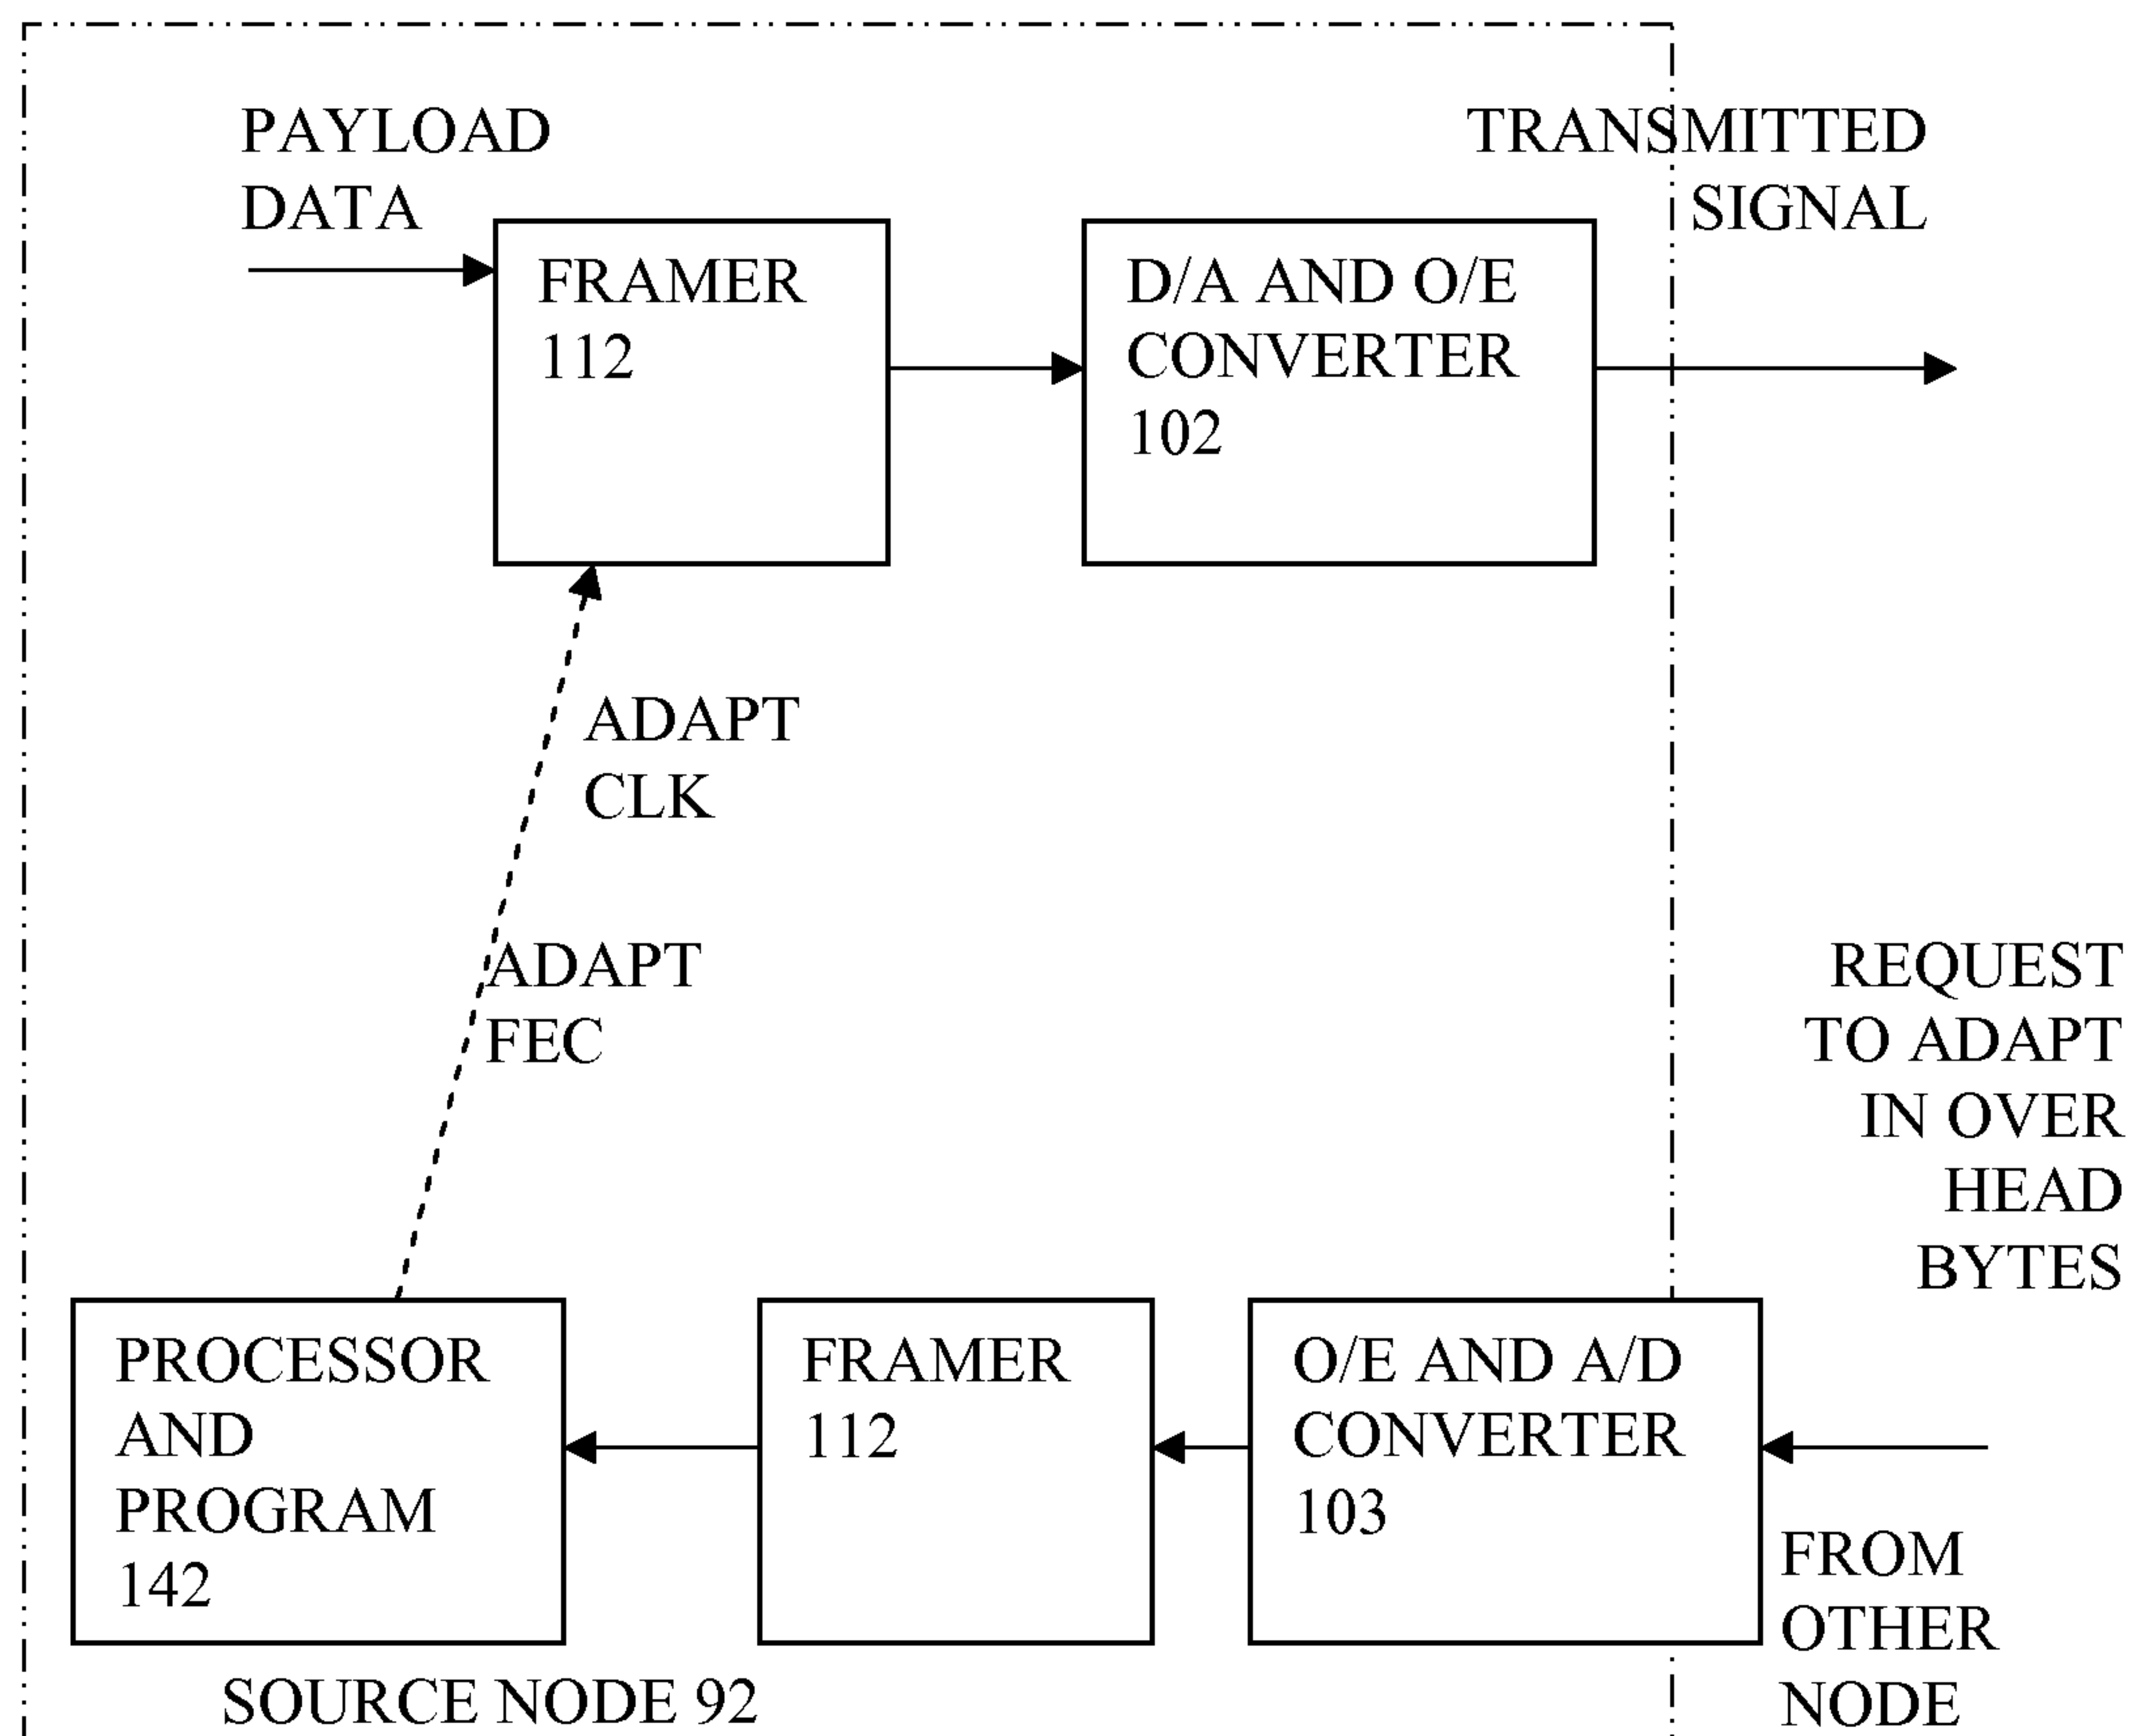 PAYLOAD
DATA
TRANSMITTED
SIGNAL
FRAMER
112
D/A AND O/E
CONVERTER
102
ADAPT
CLK
ADAPT
FEC
REQUEST
TO ADAPT
IN OVER
HEAD
BYTES
PROCESSOR
AND
PROGRAM
142
FRAMER
112
O/E AND A/D
CONVERTER
103
FROM
OTHER
NODE
SOURCE NODE 92